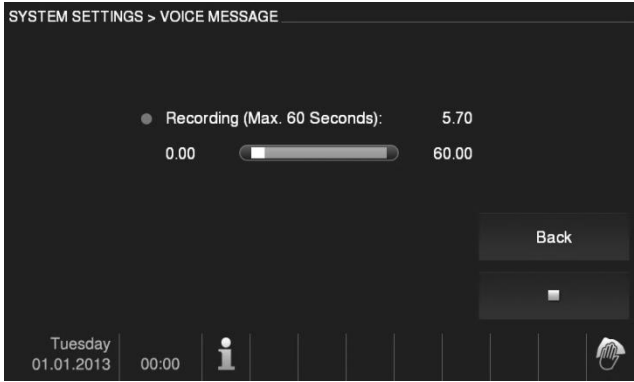 SYSTEM SETTINGS > VOICE MESSAGE
Recording (Max. 60 Seconds): 5.70
0.00 60.00
Back
Tuesday
01.01.2013 00:00